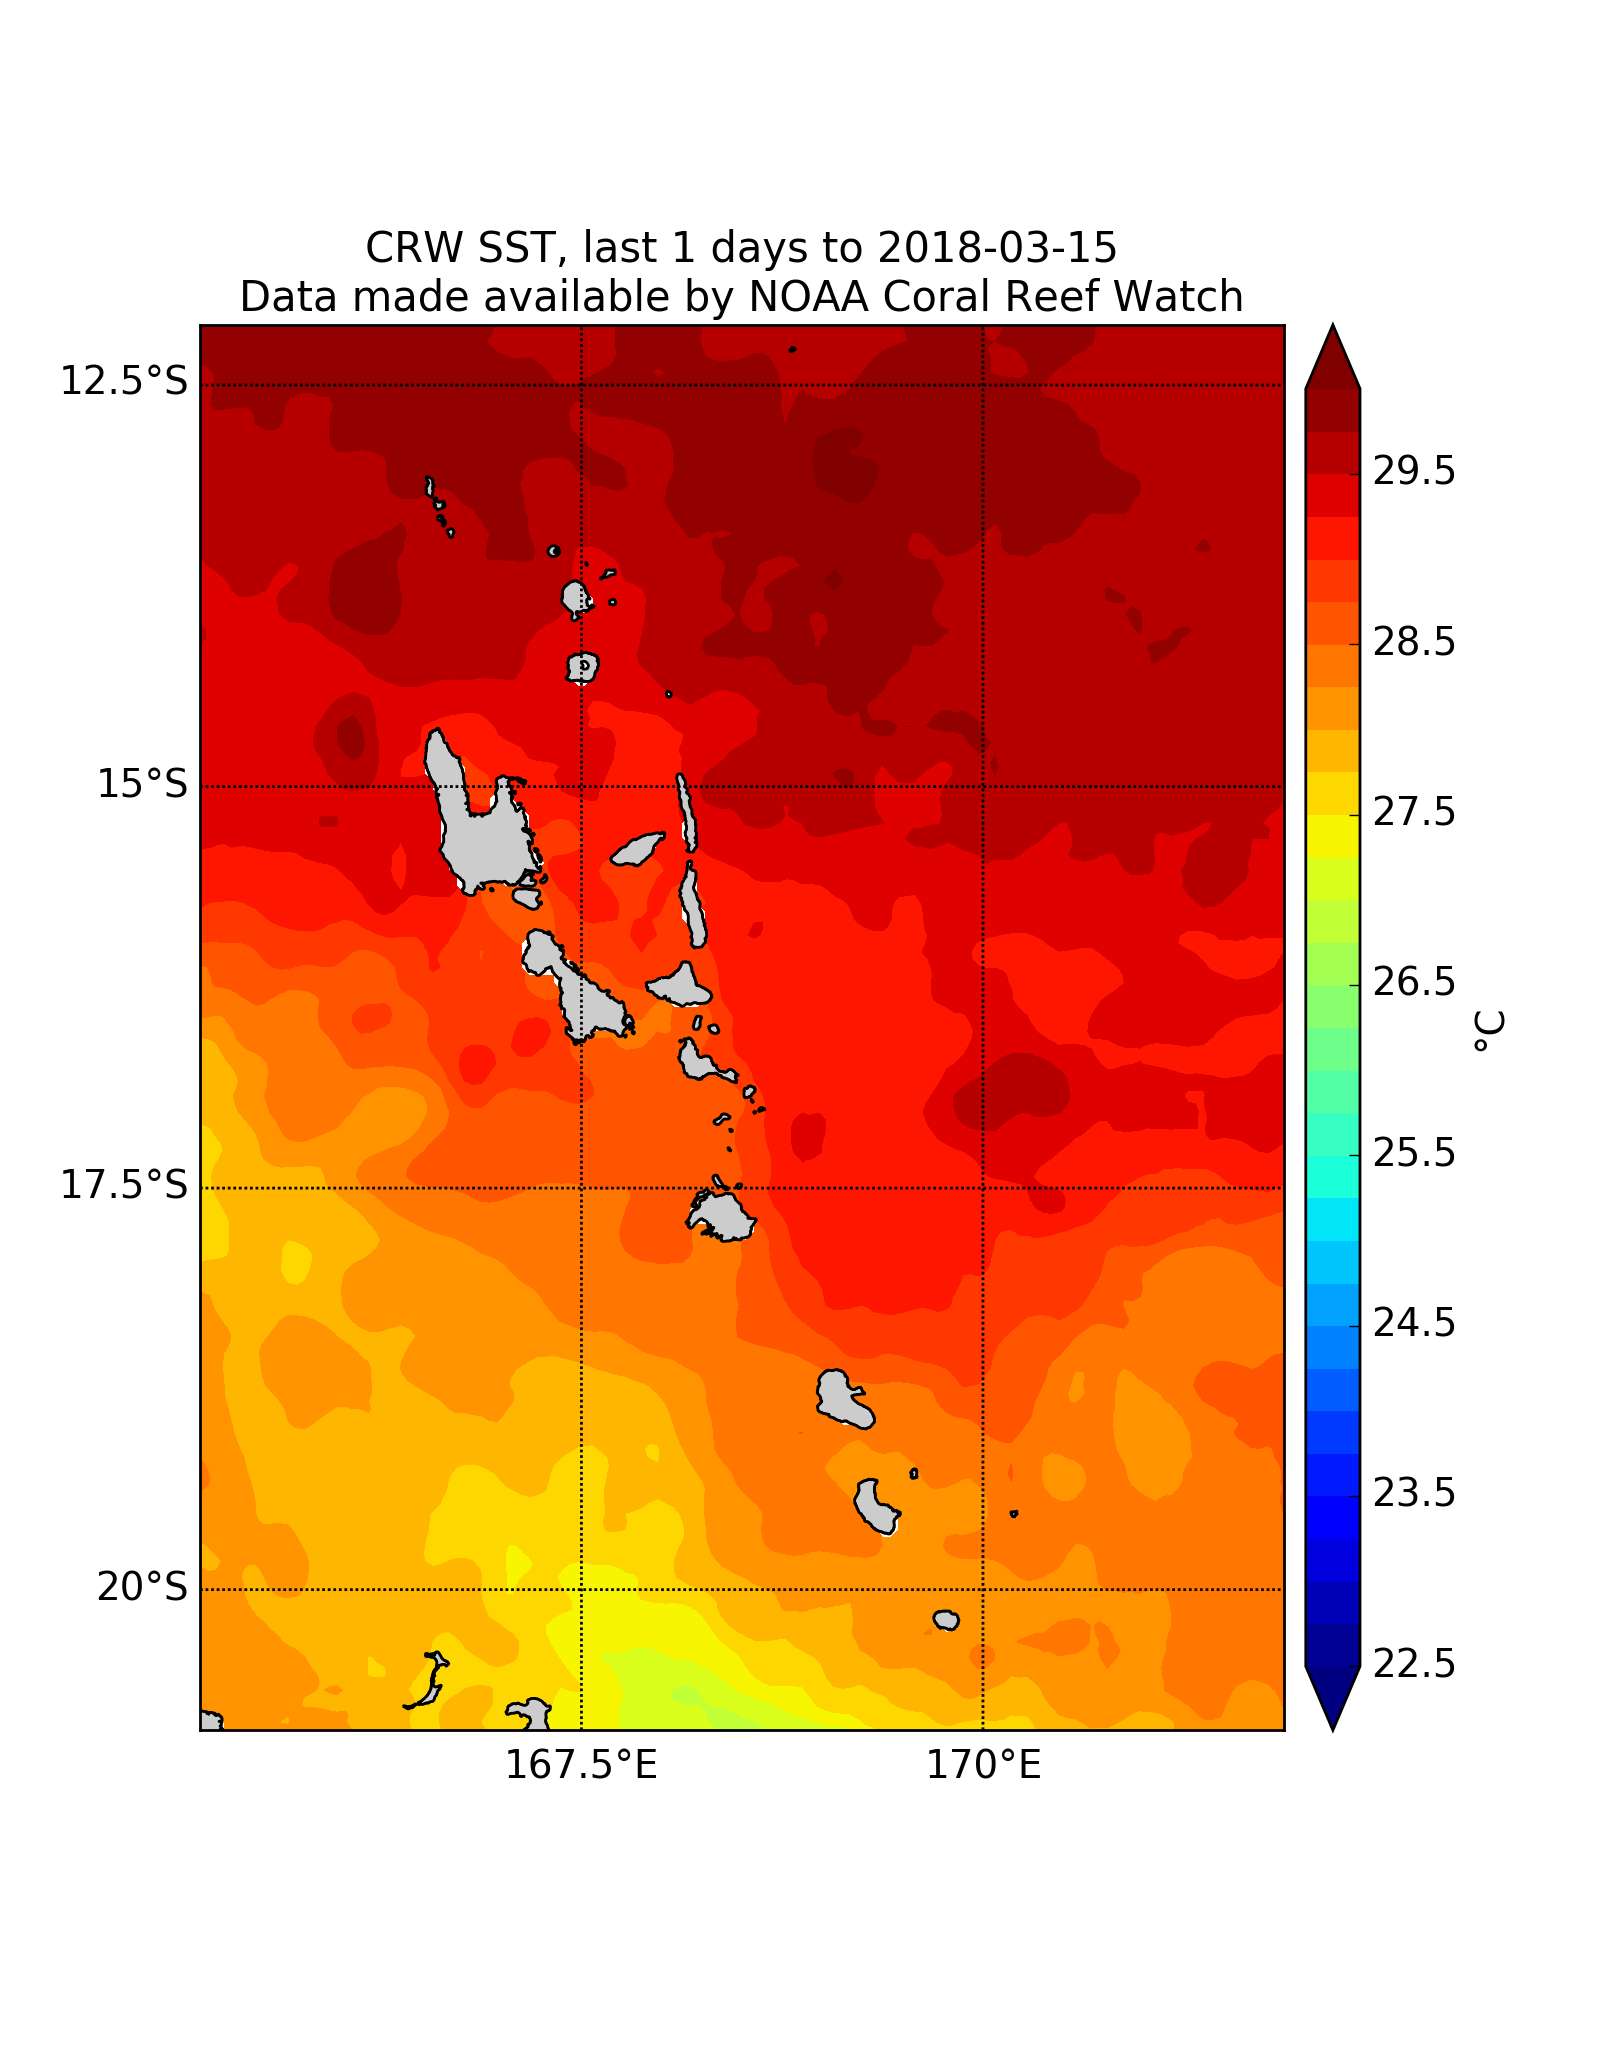 CRW SST, last 1 days to 2018-03-15
Data made available by NOAA Coral Reef Watch
12.5°S
15°S
17.5°S
20°S
167.5°E
170°E
29.5
28.5
27.5
26.5
25.5
24.5
23.5
22.5
°C